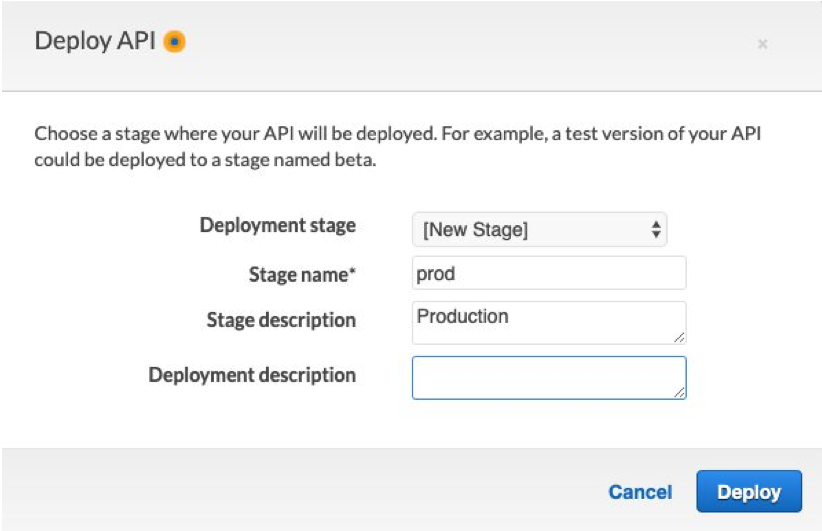 Deploy API
×
Choose a stage where your API will be deployed. For example, a test version of your API
could be deployed to a stage named beta.
Deployment stage [New Stage]
Stage name* prod
Stage description Production
Deployment description
Cancel Deploy